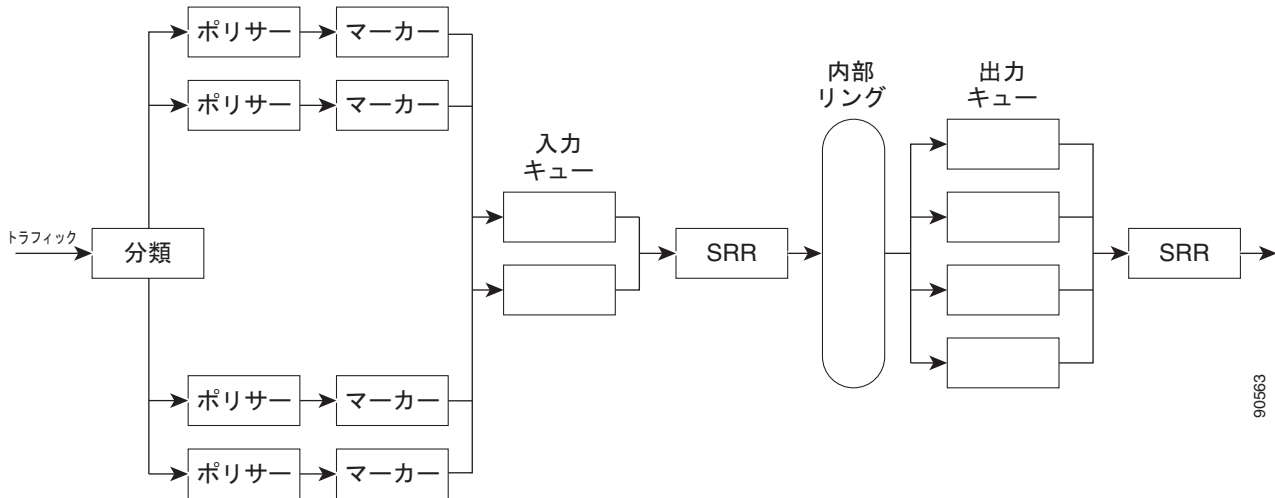 ポリサー
マーカー
ポリサー
マーカー
内部
リング
出力
キュー
入力
キュー
トラフィック
分類
SRR
SRR
ポリサー
マーカー
ポリサー
マーカー
90563